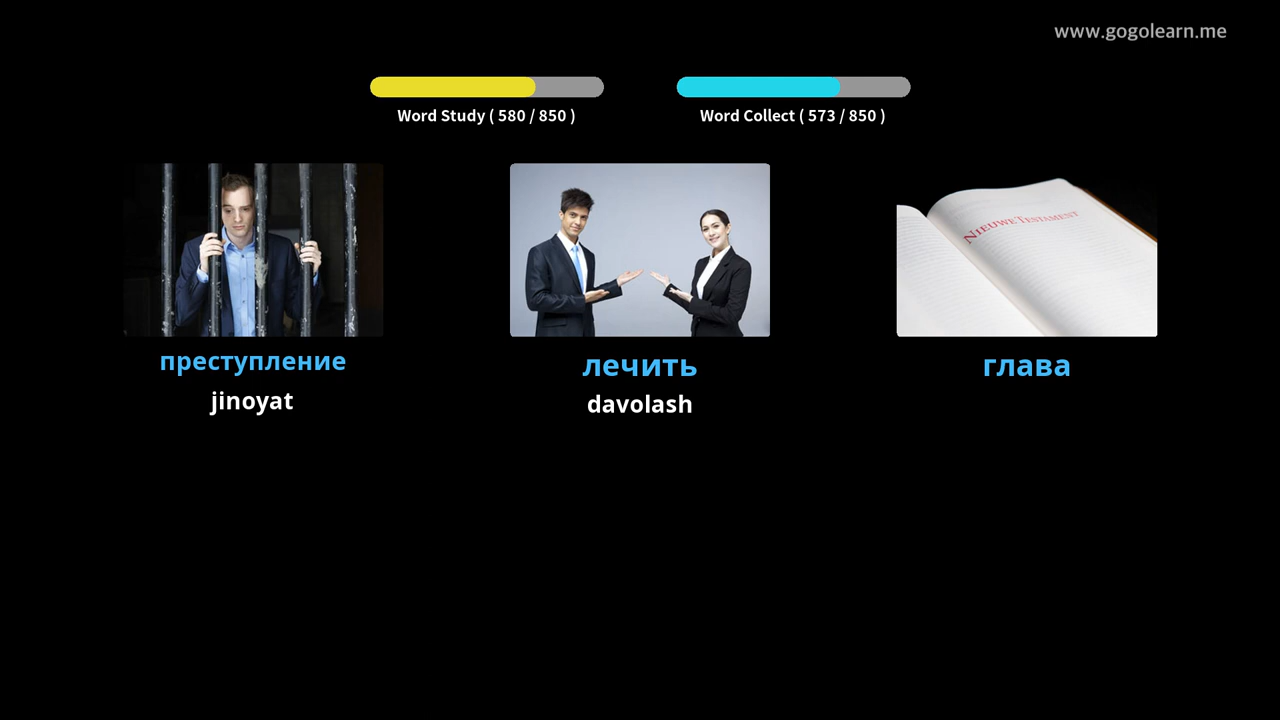 www.gogolearn.me
Word Study ( 580 / 850 )
Word Collect ( 573 / 850 )
NIEUWE TESTAMENT
преступление
лечить
глава
jinoyat
davolash